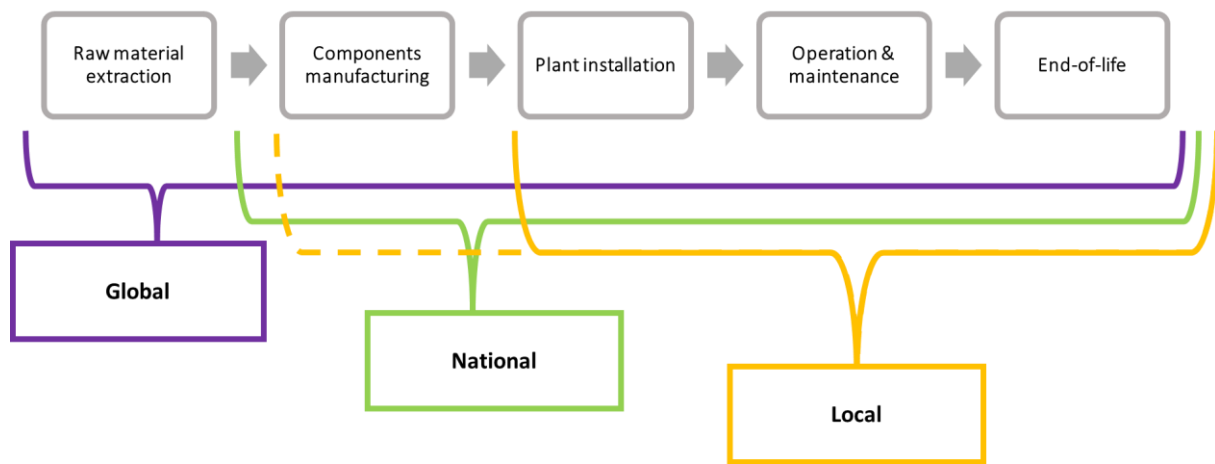 Raw material
extraction
Components
manufacturing
Plant installation
Operation &
maintenance
End-of-life
Global
National
Local